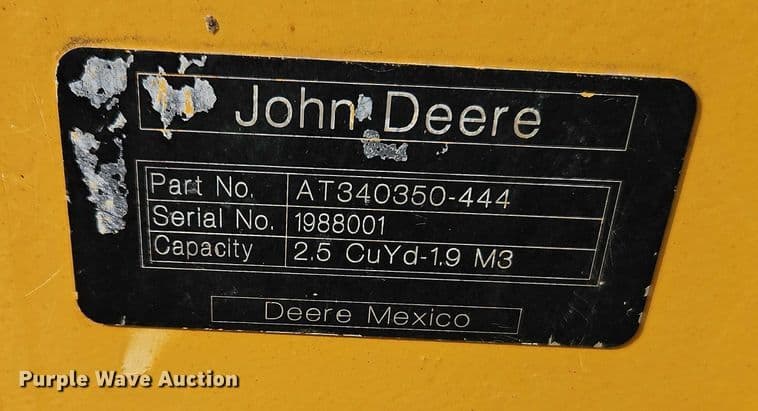 John Deere
Part No. AT340350-444
Serial No. 1988001
Capacity 2.5 CuYd-1.9 M3
Deere Mexico
Purple Wave Auction